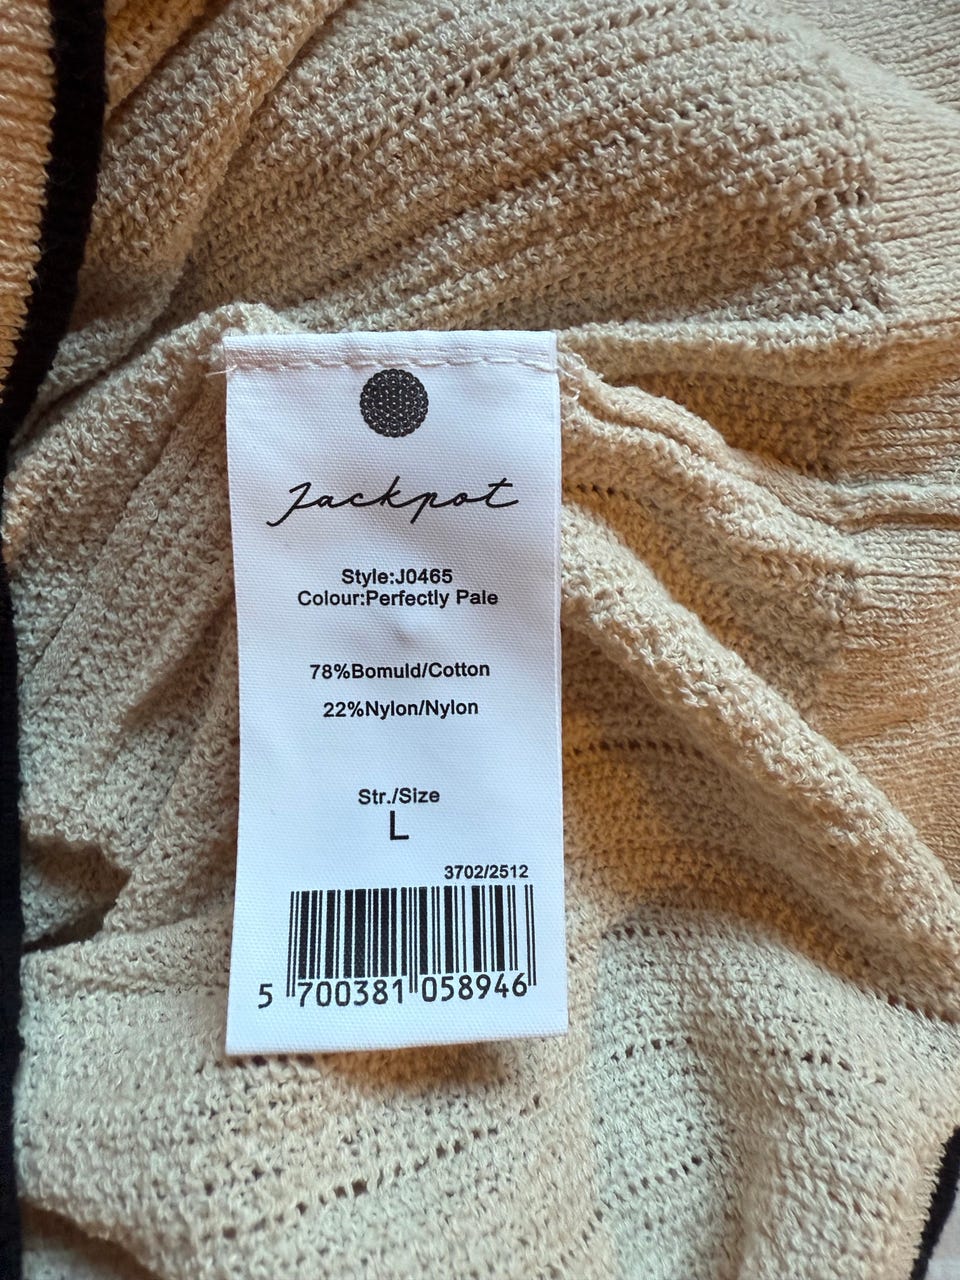 Jackpot
Style:J0465
Colour:Perfectly Pale
78%Bomuld/Cotton
22%Nylon/Nylon
Str./Size
L
3702/2512
5 700381 058946